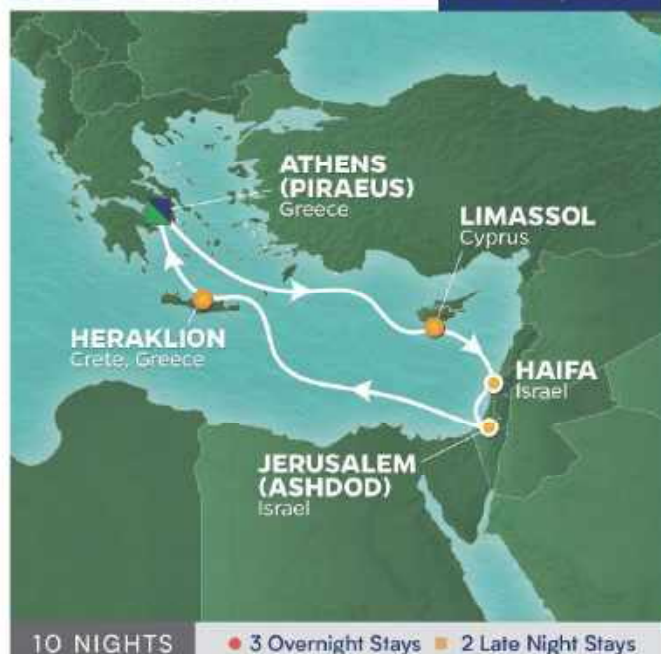 ATHENS
(PIRAEUS)
Greece
LIMASSOL
Cyprus
HERAKLION
Crete, Greece
HAIFA
Israel
JERUSALEM
(ASHDOD)
Israel
10 NIGHTS
3 Overnight Stays
2 Late Night Stays